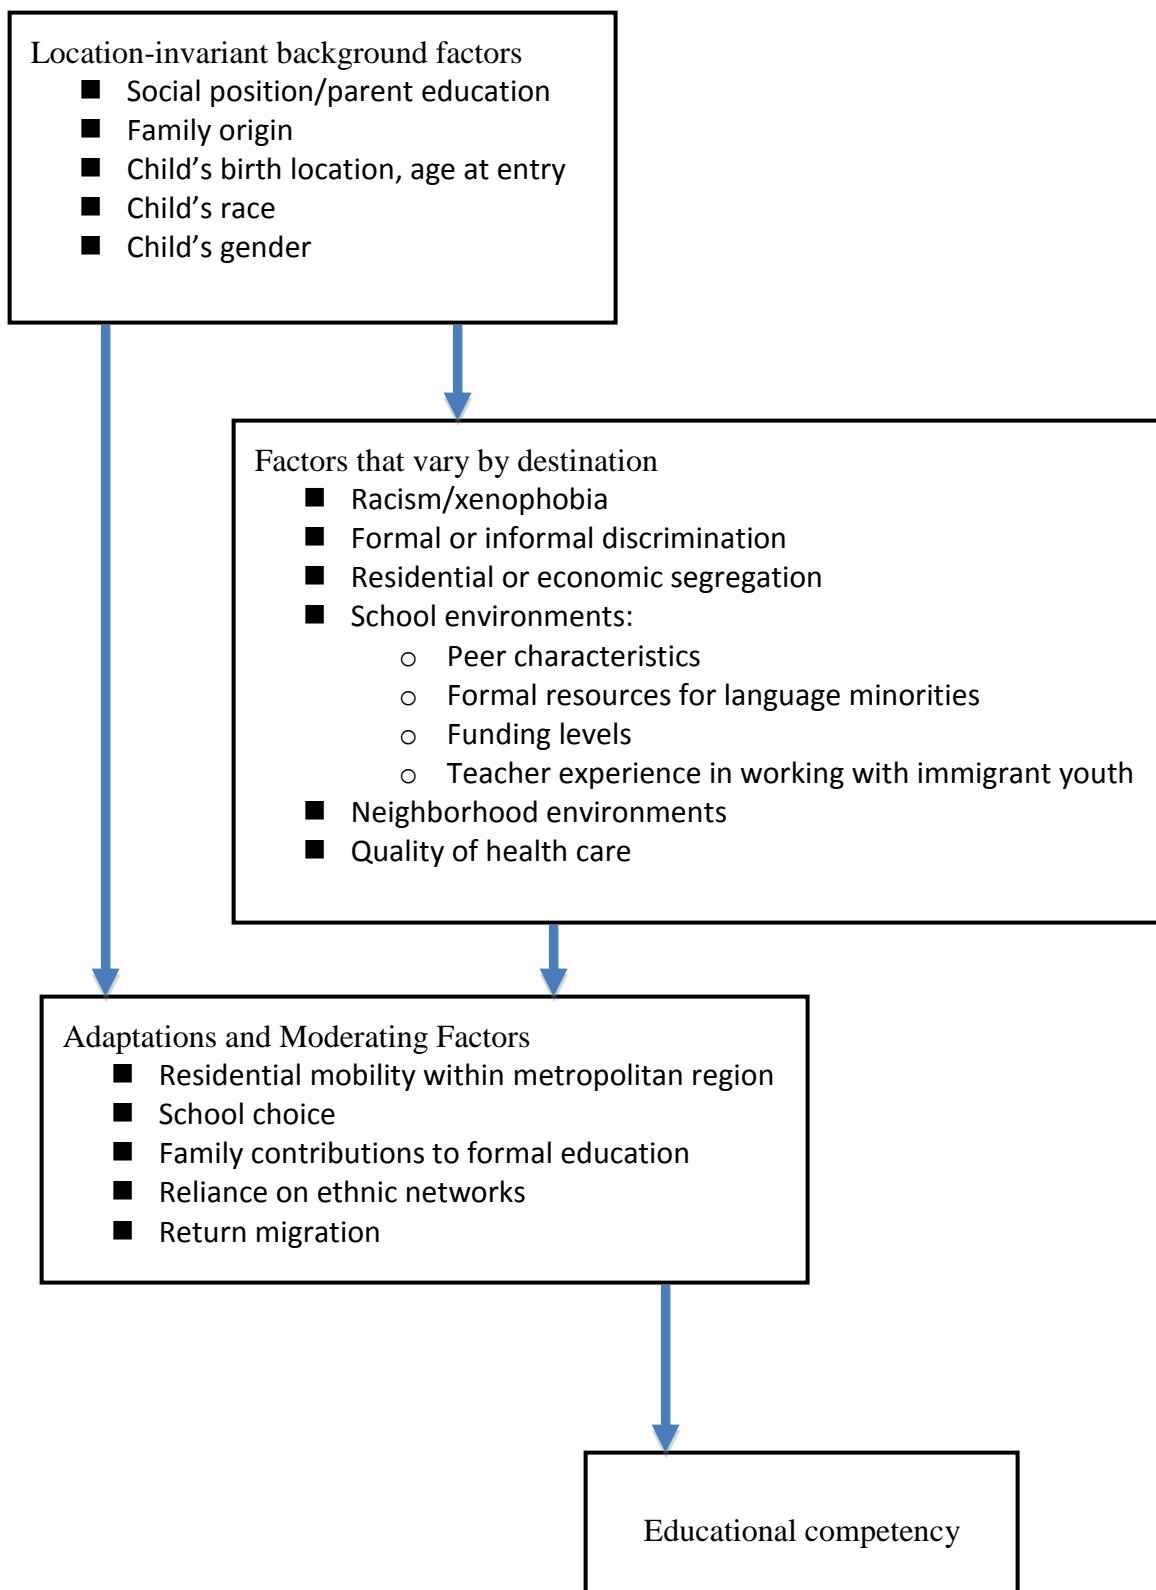 Location-invariant background factors
■ Social position/parent education
■ Family origin
■ Child’s birth location, age at entry
■ Child’s race
■ Child’s gender
Factors that vary by destination
■ Racism/xenophobia
■ Formal or informal discrimination
■ Residential or economic segregation
■ School environments:
o Peer characteristics
o Formal resources for language minorities
o Funding levels
o Teacher experience in working with immigrant youth
■ Neighborhood environments
■ Quality of health care
Adaptations and Moderating Factors
■ Residential mobility within metropolitan region
■ School choice
■ Family contributions to formal education
■ Reliance on ethnic networks
■ Return migration
Educational competency